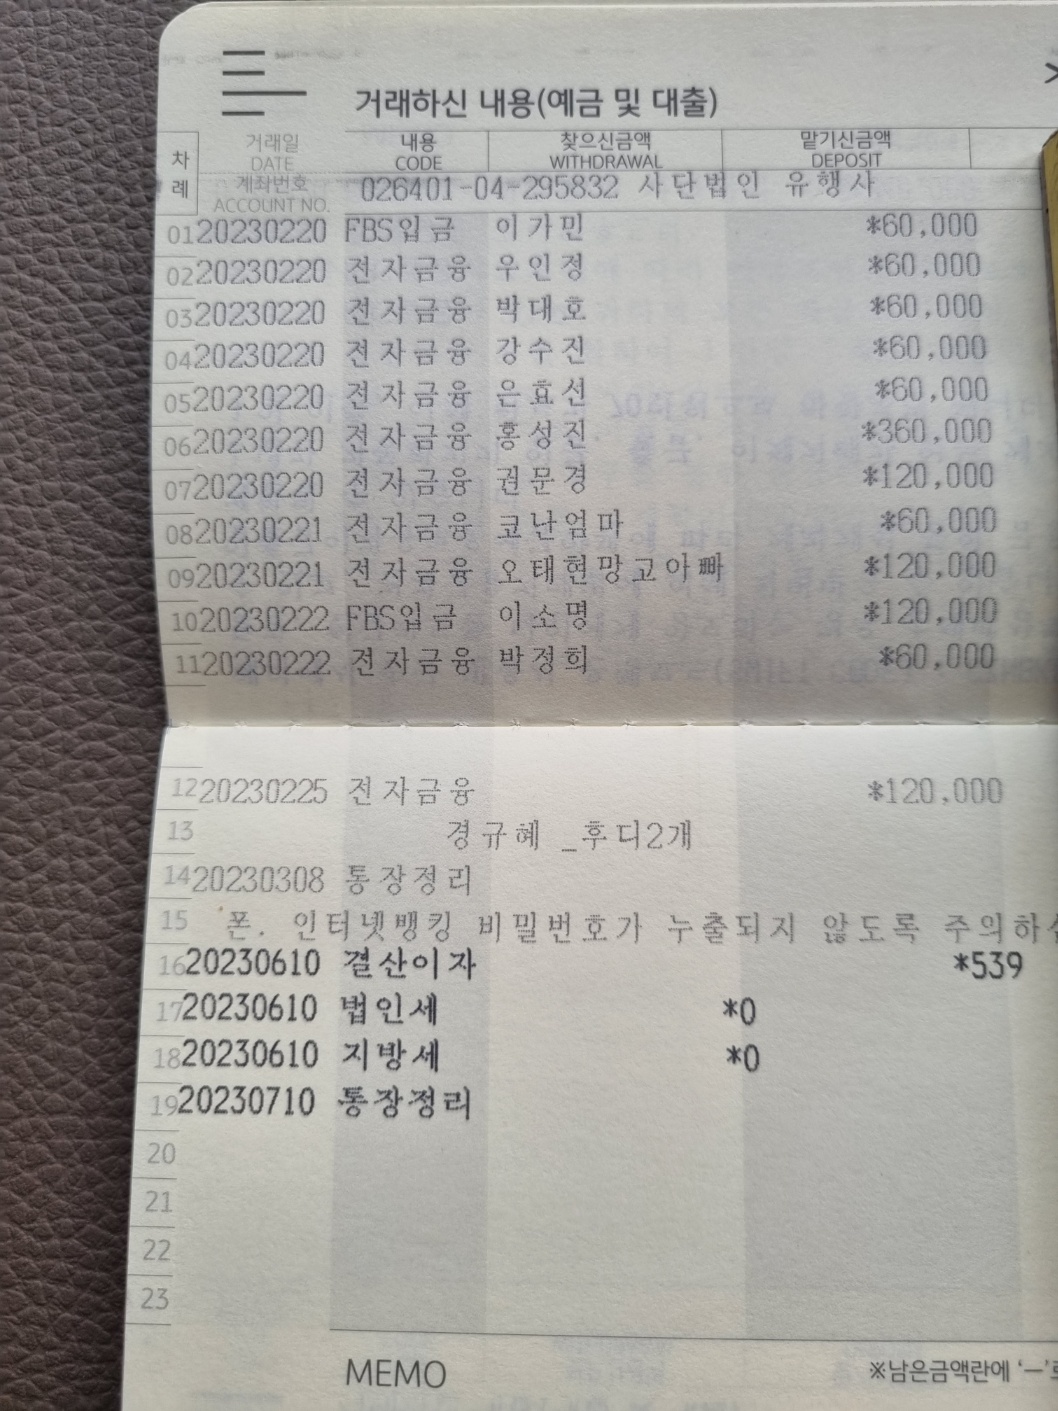 거래하신 내용(예금 및 대출)
차례 거래일 DATE 내용 CODE 찾으신금액 WITHDRAWAL 맡기신금액 DEPOSIT
계좌번호 ACCOUNT NO. 026401-04-295832 사단법인 유행사
01 20230220 FBS입금 이가민 *60,000
02 20230220 전자금융 우인정 *60,000
03 20230220 전자금융 박대호 *60,000
04 20230220 전자금융 강수진 *60,000
05 20230220 전자금융 은효선 *60,000
06 20230220 전자금융 홍성진 *360,000
07 20230220 전자금융 권문경 *120,000
08 20230221 전자금융 코난엄마 *60,000
09 20230221 전자금융 오태현망고아빠 *120,000
10 20230222 FBS입금 이소명 *120,000
11 20230222 전자금융 박정희 *60,000
12 20230225 전자금융 *120,000
13 경규혜 _후디2개
14 20230308 통장정리
15 폰. 인터넷뱅킹 비밀번호가 누출되지 않도록 주의하
16 20230610 결산이자 *539
17 20230610 법인세 *0
18 20230610 지방세 *0
19 20230710 통장정리
20
21
22
23
MEMO ※남은금액란에 '—'